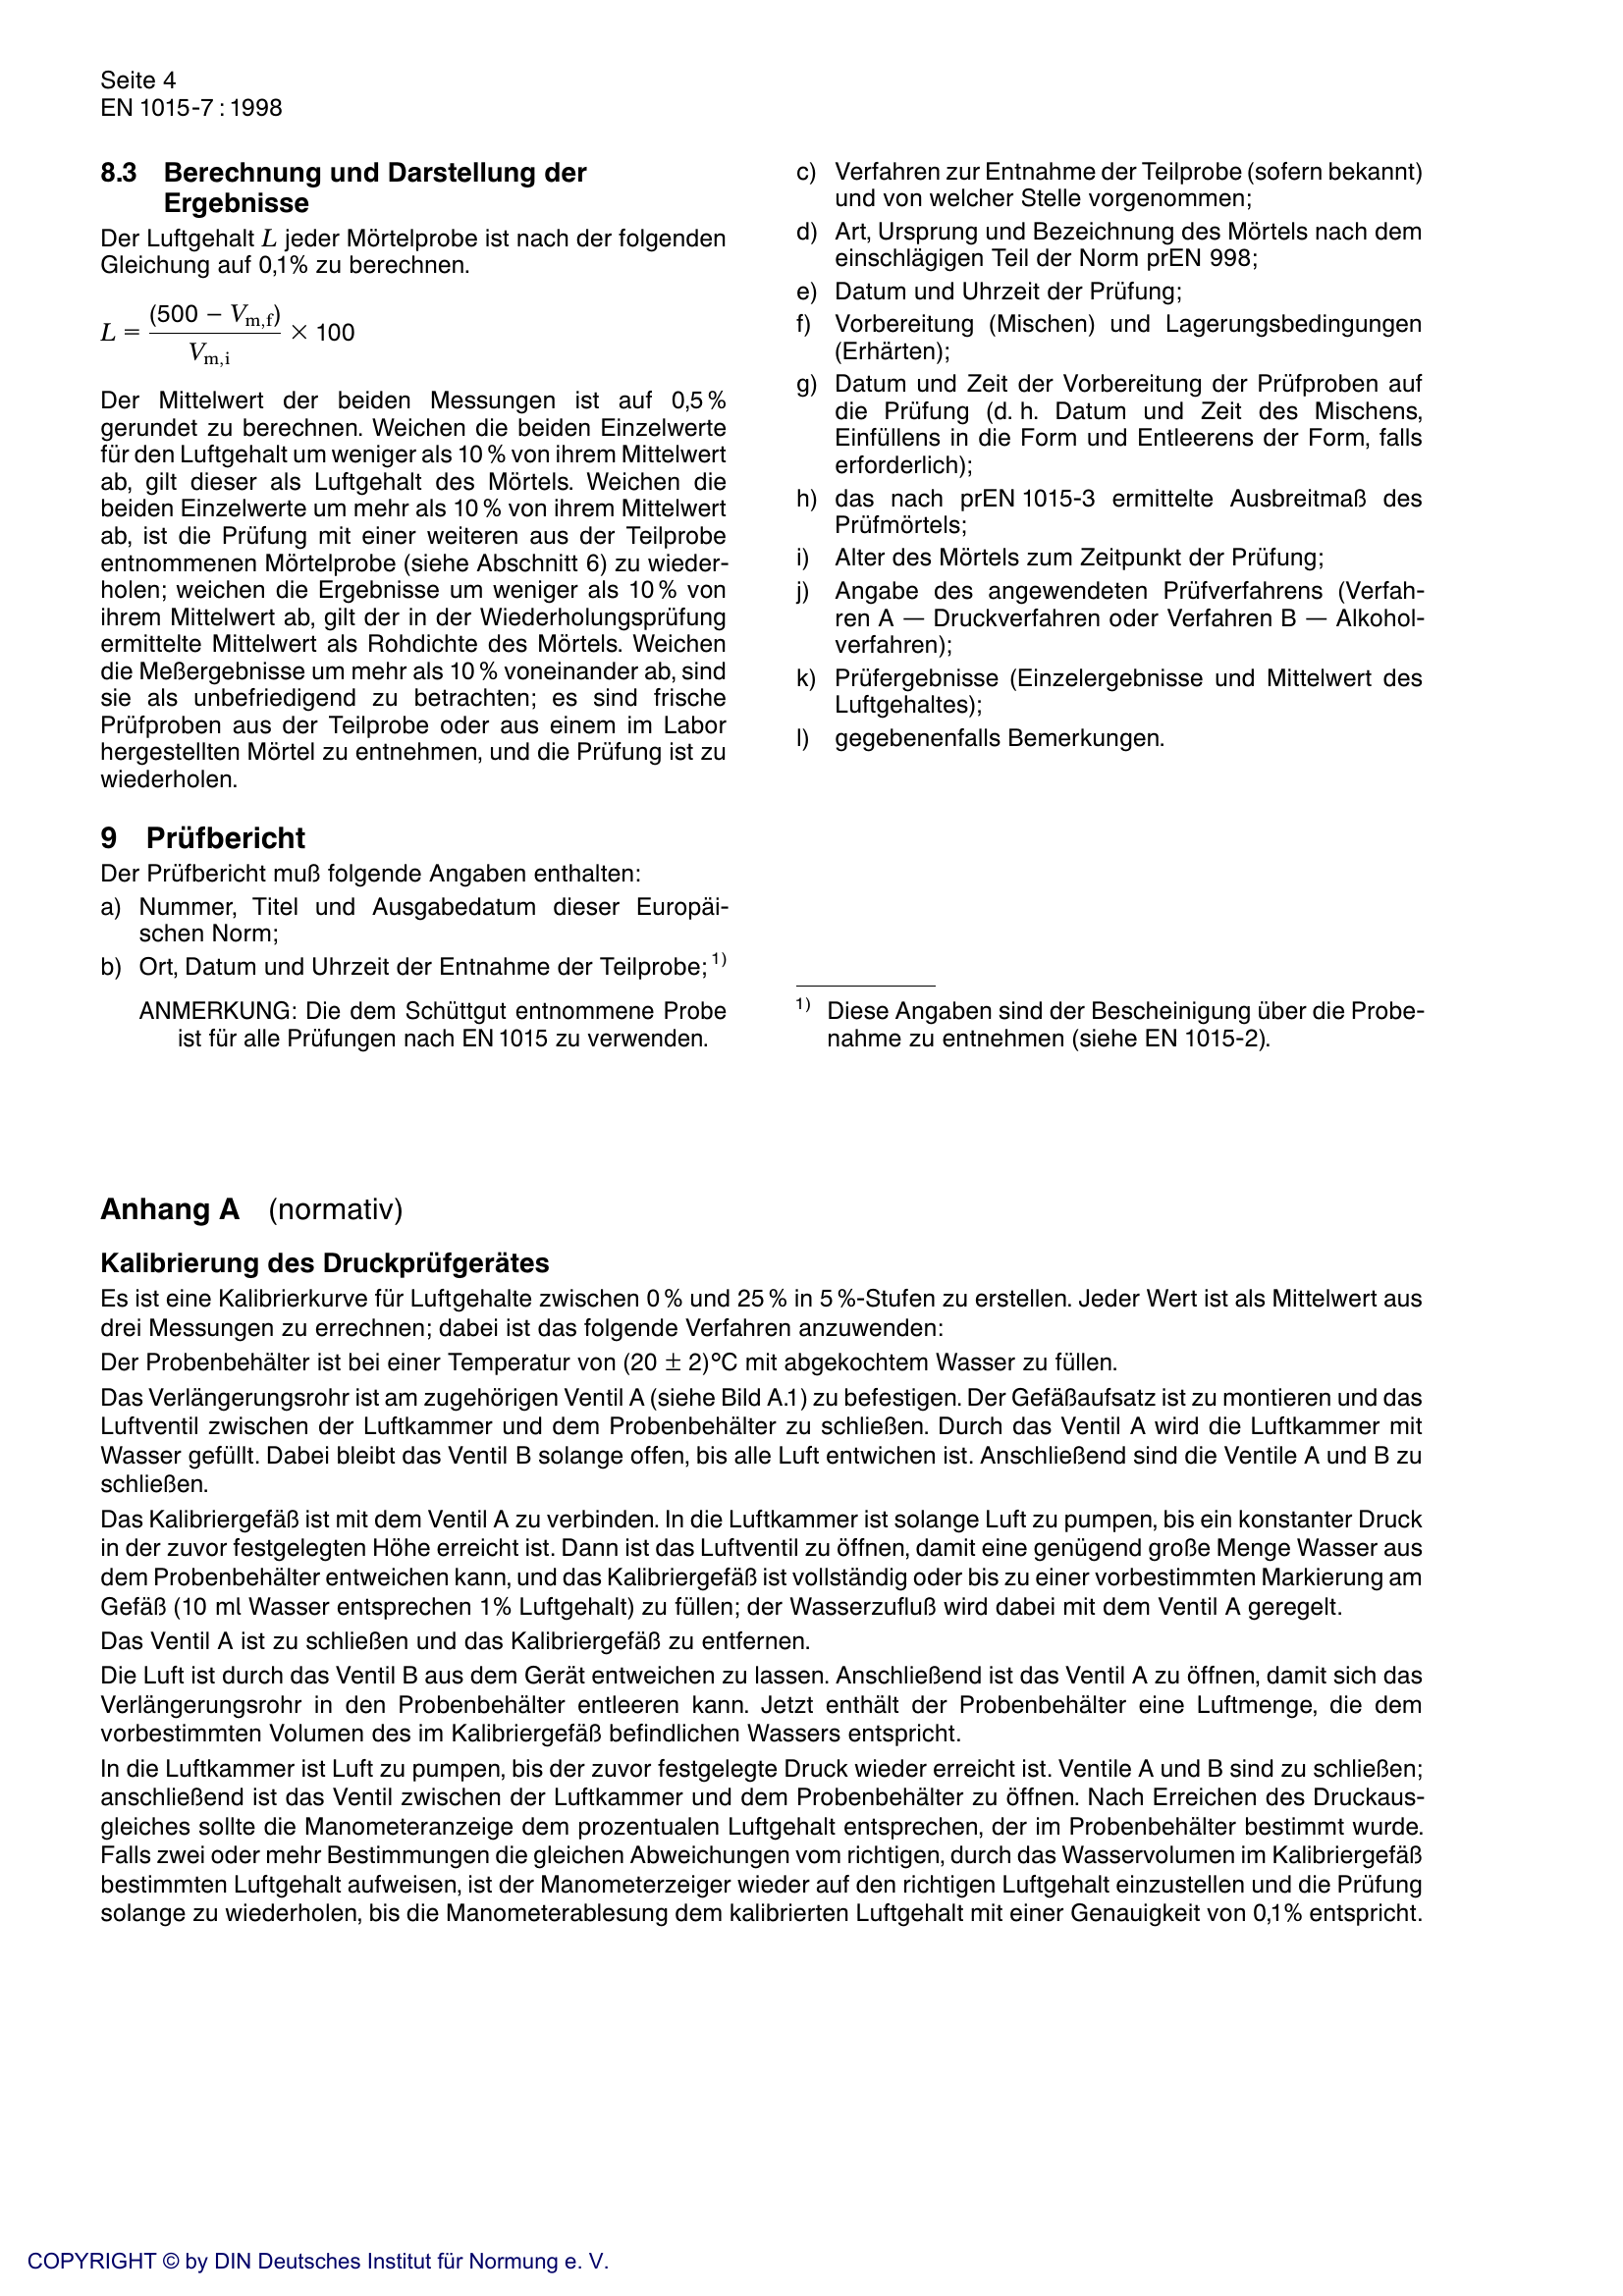 Seite 4
EN 1015-7 : 1998
8.3 Berechnung und Darstellung der
Ergebnisse
Der Luftgehalt L jeder Mörtelprobe ist nach der folgenden
Gleichung auf 0,1% zu berechnen.
L = (500 − Vm,f) / Vm,i × 100
Der Mittelwert der beiden Messungen ist auf 0,5 %
gerundet zu berechnen. Weichen die beiden Einzelwerte
für den Luftgehalt um weniger als 10 % von ihrem Mittelwert
ab, gilt dieser als Luftgehalt des Mörtels. Weichen die
beiden Einzelwerte um mehr als 10 % von ihrem Mittelwert
ab, ist die Prüfung mit einer weiteren aus der Teilprobe
entnommenen Mörtelprobe (siehe Abschnitt 6) zu wieder-
holen; weichen die Ergebnisse um weniger als 10 % von
ihrem Mittelwert ab, gilt der in der Wiederholungsprüfung
ermittelte Mittelwert als Rohdichte des Mörtels. Weichen
die Meßergebnisse um mehr als 10 % voneinander ab, sind
sie als unbefriedigend zu betrachten; es sind frische
Prüfproben aus der Teilprobe oder aus einem im Labor
hergestellten Mörtel zu entnehmen, und die Prüfung ist zu
wiederholen.
9 Prüfbericht
Der Prüfbericht muß folgende Angaben enthalten:
a) Nummer, Titel und Ausgabedatum dieser Europäi-
schen Norm;
b) Ort, Datum und Uhrzeit der Entnahme der Teilprobe; 1)
ANMERKUNG: Die dem Schüttgut entnommene Probe
ist für alle Prüfungen nach EN 1015 zu verwenden.
c) Verfahren zur Entnahme der Teilprobe (sofern bekannt)
und von welcher Stelle vorgenommen;
d) Art, Ursprung und Bezeichnung des Mörtels nach dem
einschlägigen Teil der Norm prEN 998;
e) Datum und Uhrzeit der Prüfung;
f) Vorbereitung (Mischen) und Lagerungsbedingungen
(Erhärten);
g) Datum und Zeit der Vorbereitung der Prüfproben auf
die Prüfung (d. h. Datum und Zeit des Mischens,
Einfüllens in die Form und Entleerens der Form, falls
erforderlich);
h) das nach prEN 1015-3 ermittelte Ausbreitmaß des
Prüfmörtels;
i) Alter des Mörtels zum Zeitpunkt der Prüfung;
j) Angabe des angewendeten Prüfverfahrens (Verfah-
ren A — Druckverfahren oder Verfahren B — Alkohol-
verfahren);
k) Prüfergebnisse (Einzelergebnisse und Mittelwert des
Luftgehaltes);
l) gegebenenfalls Bemerkungen.
1) Diese Angaben sind der Bescheinigung über die Probe-
nahme zu entnehmen (siehe EN 1015-2).
Anhang A (normativ)
Kalibrierung des Druckprüfgerätes
Es ist eine Kalibrierkurve für Luftgehalte zwischen 0 % und 25 % in 5 %-Stufen zu erstellen. Jeder Wert ist als Mittelwert aus
drei Messungen zu errechnen; dabei ist das folgende Verfahren anzuwenden:
Der Probenbehälter ist bei einer Temperatur von (20 ± 2)°C mit abgekochtem Wasser zu füllen.
Das Verlängerungsrohr ist am zugehörigen Ventil A (siehe Bild A.1) zu befestigen. Der Gefäßaufsatz ist zu montieren und das
Luftventil zwischen der Luftkammer und dem Probenbehälter zu schließen. Durch das Ventil A wird die Luftkammer mit
Wasser gefüllt. Dabei bleibt das Ventil B solange offen, bis alle Luft entwichen ist. Anschließend sind die Ventile A und B zu
schließen.
Das Kalibriergefäß ist mit dem Ventil A zu verbinden. In die Luftkammer ist solange Luft zu pumpen, bis ein konstanter Druck
in der zuvor festgelegten Höhe erreicht ist. Dann ist das Luftventil zu öffnen, damit eine genügend große Menge Wasser aus
dem Probenbehälter entweichen kann, und das Kalibriergefäß ist vollständig oder bis zu einer vorbestimmten Markierung am
Gefäß (10 ml Wasser entsprechen 1% Luftgehalt) zu füllen; der Wasserzufluß wird dabei mit dem Ventil A geregelt.
Das Ventil A ist zu schließen und das Kalibriergefäß zu entfernen.
Die Luft ist durch das Ventil B aus dem Gerät entweichen zu lassen. Anschließend ist das Ventil A zu öffnen, damit sich das
Verlängerungsrohr in den Probenbehälter entleeren kann. Jetzt enthält der Probenbehälter eine Luftmenge, die dem
vorbestimmten Volumen des im Kalibriergefäß befindlichen Wassers entspricht.
In die Luftkammer ist Luft zu pumpen, bis der zuvor festgelegte Druck wieder erreicht ist. Ventile A und B sind zu schließen;
anschließend ist das Ventil zwischen der Luftkammer und dem Probenbehälter zu öffnen. Nach Erreichen des Druckaus-
gleiches sollte die Manometeranzeige dem prozentualen Luftgehalt entsprechen, der im Probenbehälter bestimmt wurde.
Falls zwei oder mehr Bestimmungen die gleichen Abweichungen vom richtigen, durch das Wasservolumen im Kalibriergefäß
bestimmten Luftgehalt aufweisen, ist der Manometerzeiger wieder auf den richtigen Luftgehalt einzustellen und die Prüfung
solange zu wiederholen, bis die Manometerablesung dem kalibrierten Luftgehalt mit einer Genauigkeit von 0,1% entspricht.
COPYRIGHT © by DIN Deutsches Institut für Normung e. V.